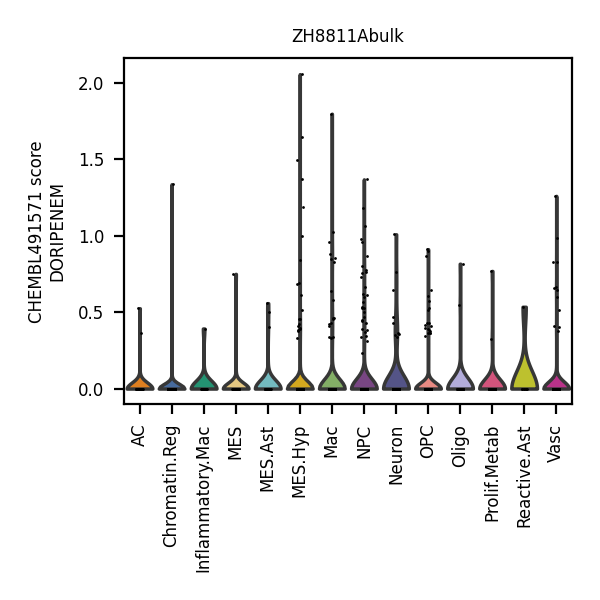 ZH8811Abulk
CHEMBL491571 score
DORIPENEM
2.0
1.5
1.0
0.5
0.0
AC
Chromatin.Reg
Inflammatory.Mac
MES
MES.Ast
MES.Hyp
Mac
NPC
Neuron
OPC
Oligo
Prolif.Metab
Reactive.Ast
Vasc